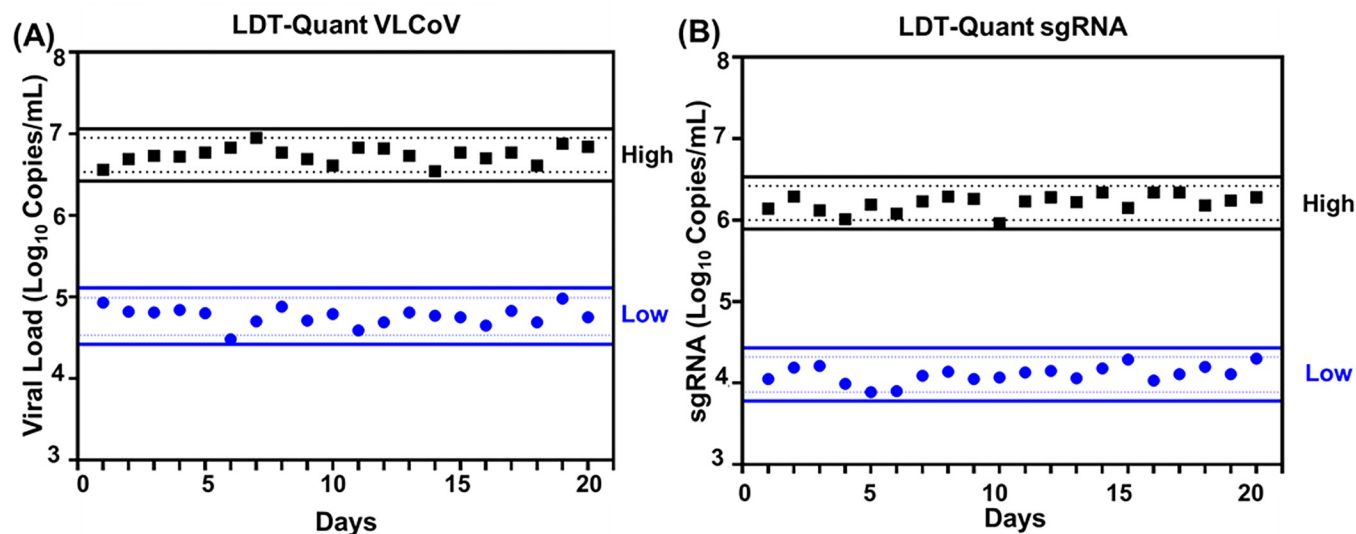 (A)
LDT-Quant VLCoV
Viral Load (Log10 Copies/mL)
8
7
6
5
4
3
High
Low
0 5 10 15 20
Days
(B)
LDT-Quant sgRNA
sgRNA (Log10 Copies/mL)
8
7
6
5
4
3
High
Low
0 5 10 15 20
Days